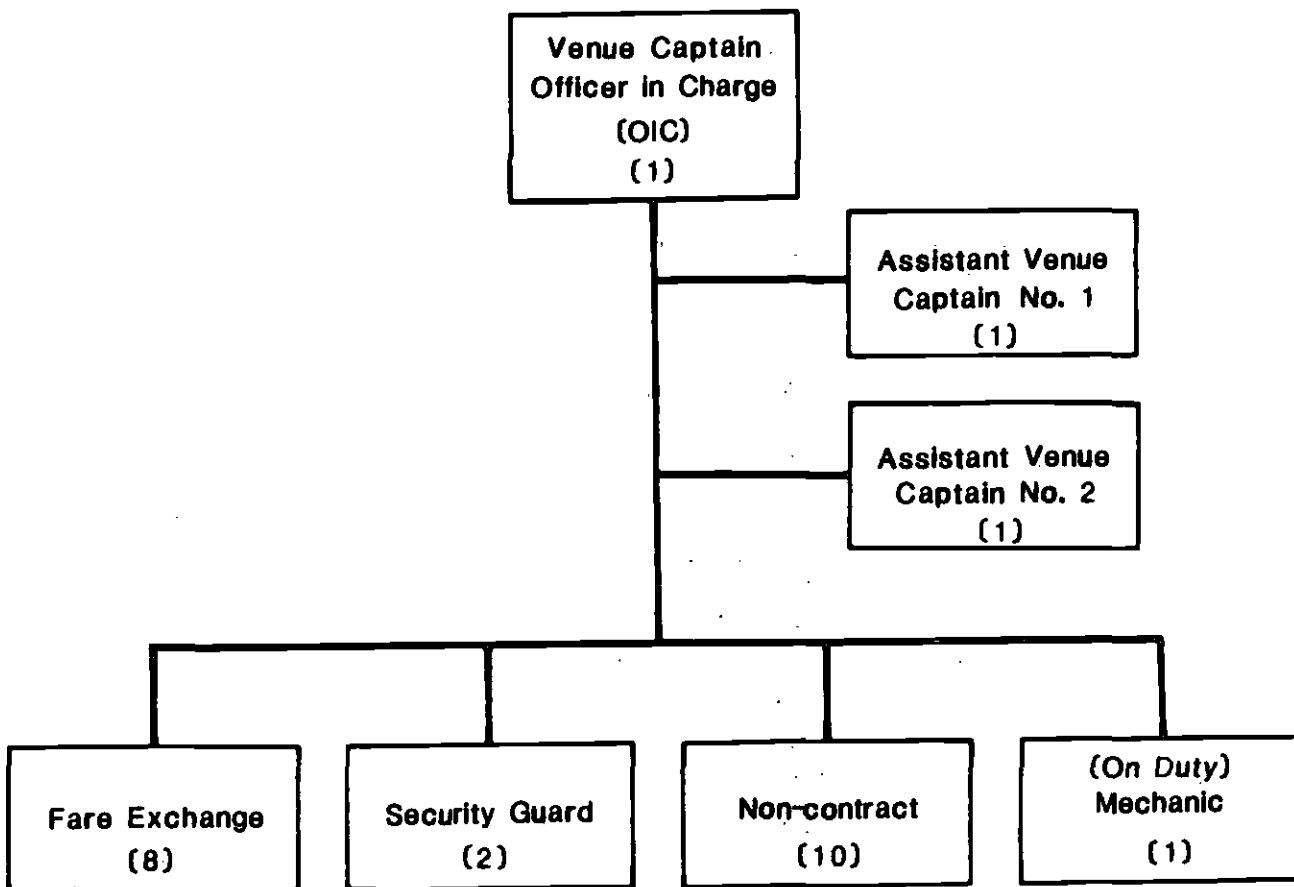 Venue Captain
Officer in Charge
(OIC)
(1)
Assistant Venue
Captain No. 1
(1)
Assistant Venue
Captain No. 2
(1)
Fare Exchange
(8)
Security Guard
(2)
Non-contract
(10)
(On Duty)
Mechanic
(1)